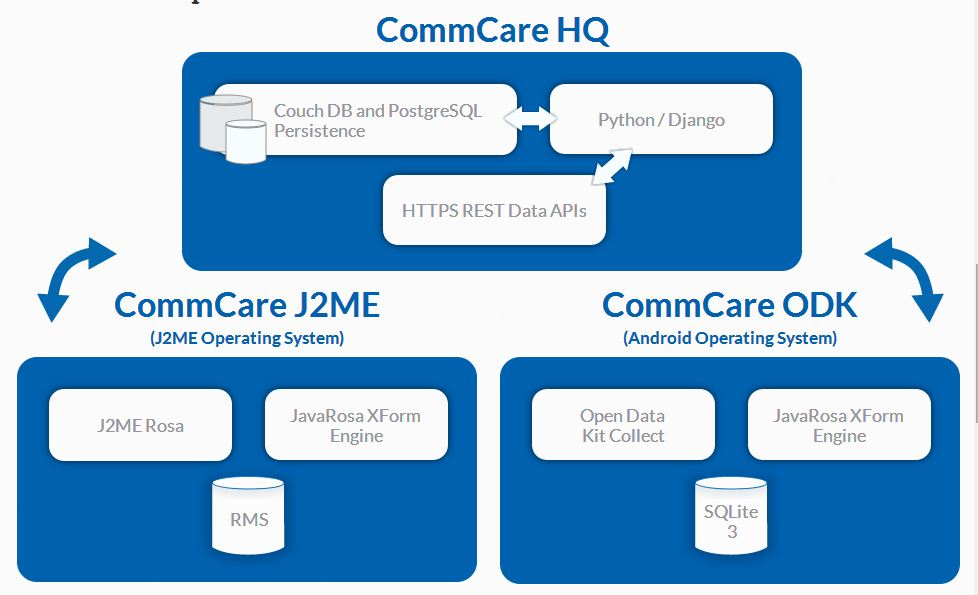 CommCare HQ
Couch DB and PostgreSQL
Persistence
Python / Django
HTTPS REST Data APIs
CommCare J2ME
(J2ME Operating System)
J2ME Rosa
JavaRosa XForm
Engine
RMS
CommCare ODK
(Android Operating System)
Open Data
Kit Collect
JavaRosa XForm
Engine
SQLite
3